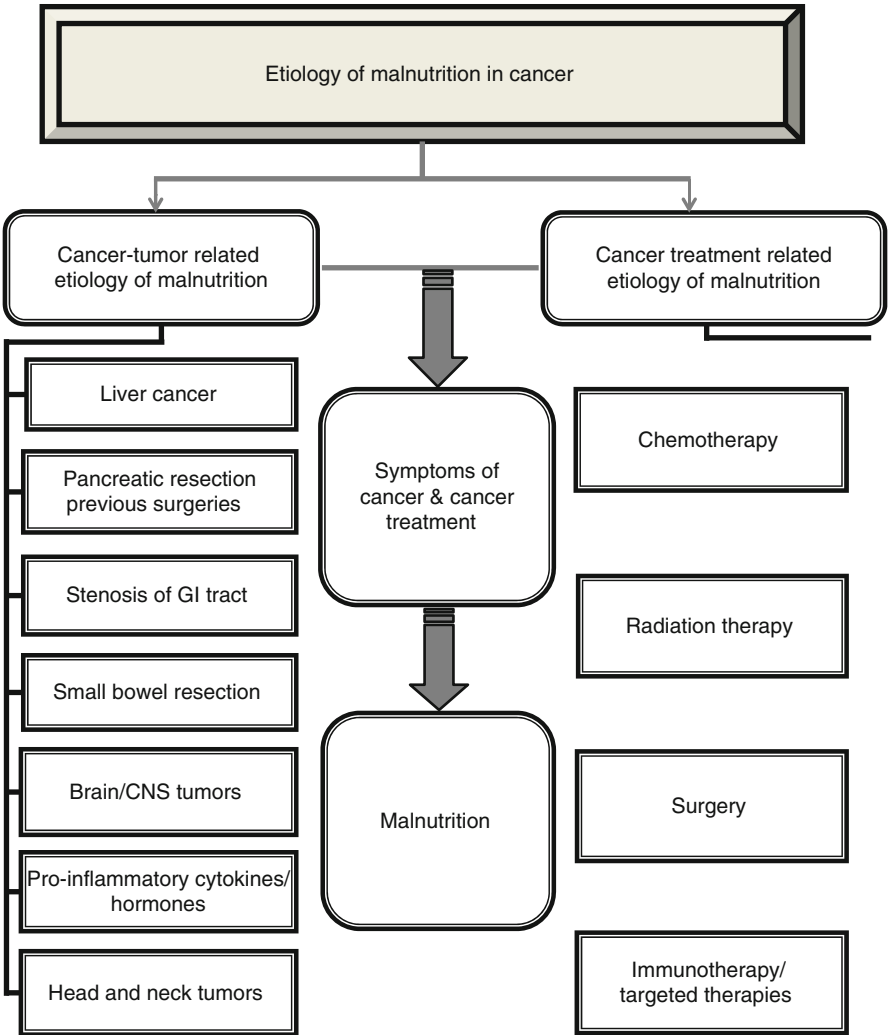 Etiology of malnutrition in cancer
Cancer-tumor related
etiology of malnutrition
Cancer treatment related
etiology of malnutrition
Liver cancer
Pancreatic resection
previous surgeries
Stenosis of GI tract
Small bowel resection
Brain/CNS tumors
Pro-inflammatory cytokines/
hormones
Head and neck tumors
Symptoms of
cancer & cancer
treatment
Malnutrition
Chemotherapy
Radiation therapy
Surgery
Immunotherapy/
targeted therapies